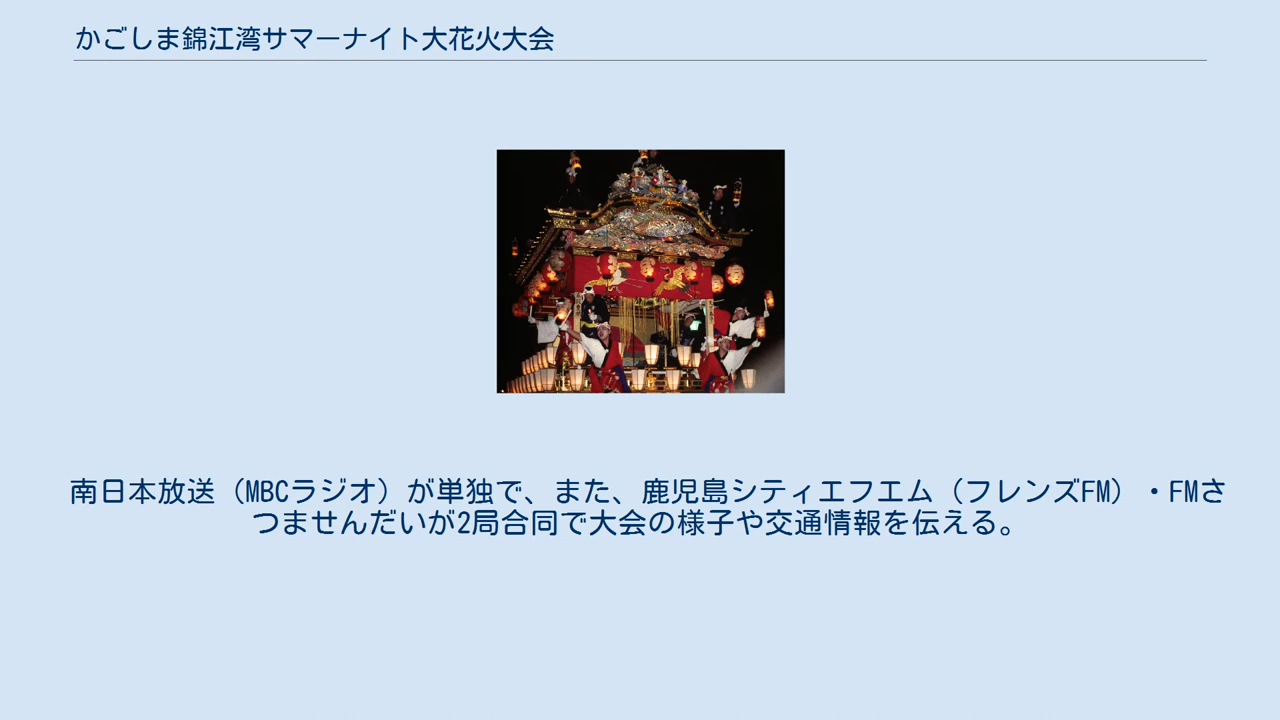 かごしま錦江湾サマーナイト大花火大会
南日本放送（MBCラジオ）が単独で、また、鹿児島シティエフエム（フレンズFM）・FMさ
つませんだいが2局合同で大会の様子や交通情報を伝える。